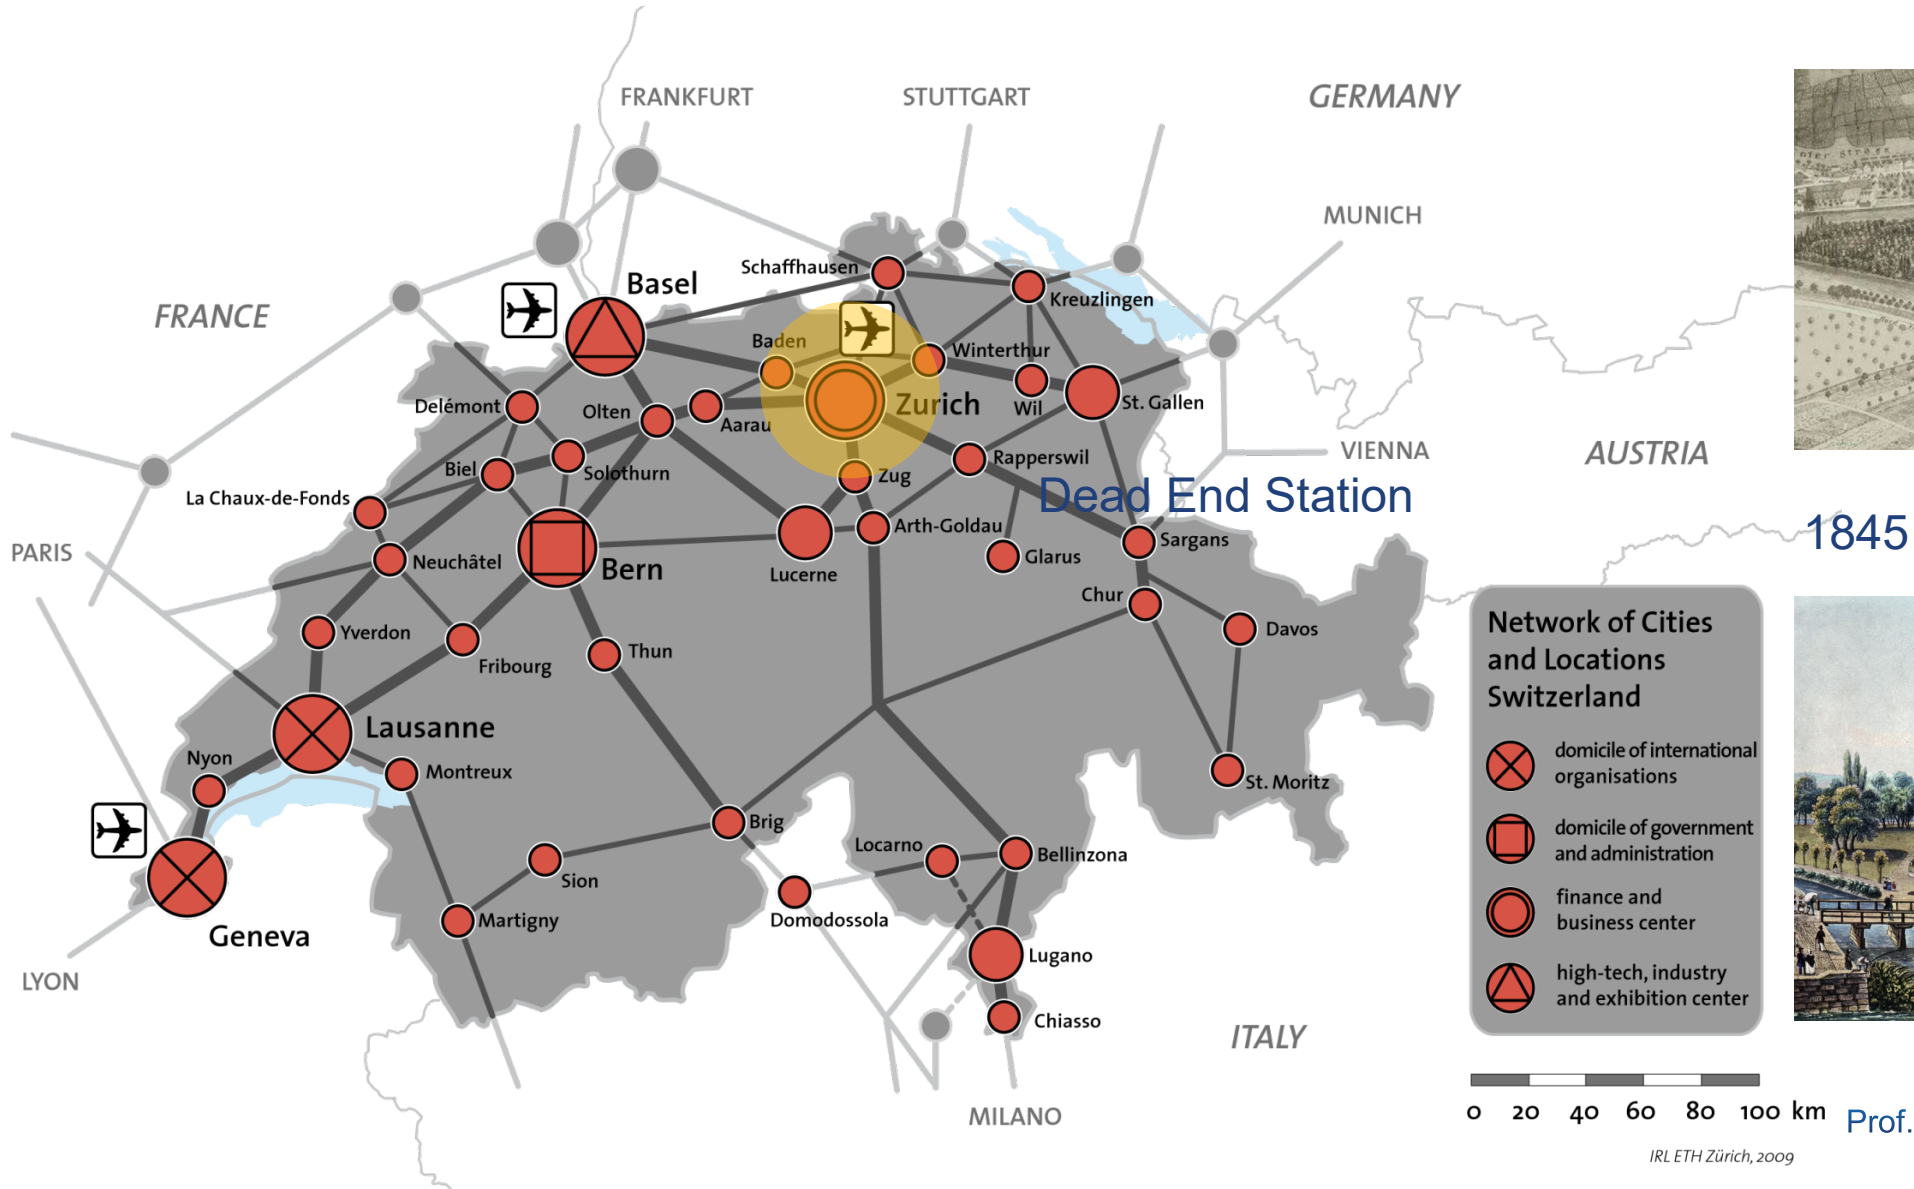 FRANKFURT
STUTTGART
GERMANY
MUNICH
FRANCE
Basel
Schaffhausen
Kreuzlingen
Baden
Winterthur
Delémont
Olten
Aarau
Zurich
Wil
St. Gallen
VIENNA
AUSTRIA
Biel
Solothurn
Zug
Rapperswil
La Chaux-de-Fonds
Dead End Station
1845
PARIS
Neuchâtel
Bern
Lucerne
Arth-Goldau
Glarus
Sargans
Chur
Yverdon
Fribourg
Thun
Davos
Lausanne
Nyon
Montreux
St. Moritz
Brig
Sion
Locarno
Bellinzona
Domodossola
Martigny
Geneva
Lugano
LYON
Chiasso
ITALY
MILANO
Network of Cities
and Locations
Switzerland
domicile of international
organisations
domicile of government
and administration
finance and
business center
high-tech, industry
and exhibition center
0 20 40 60 80 100 km
Prof.
IRL ETH Zürich, 2009